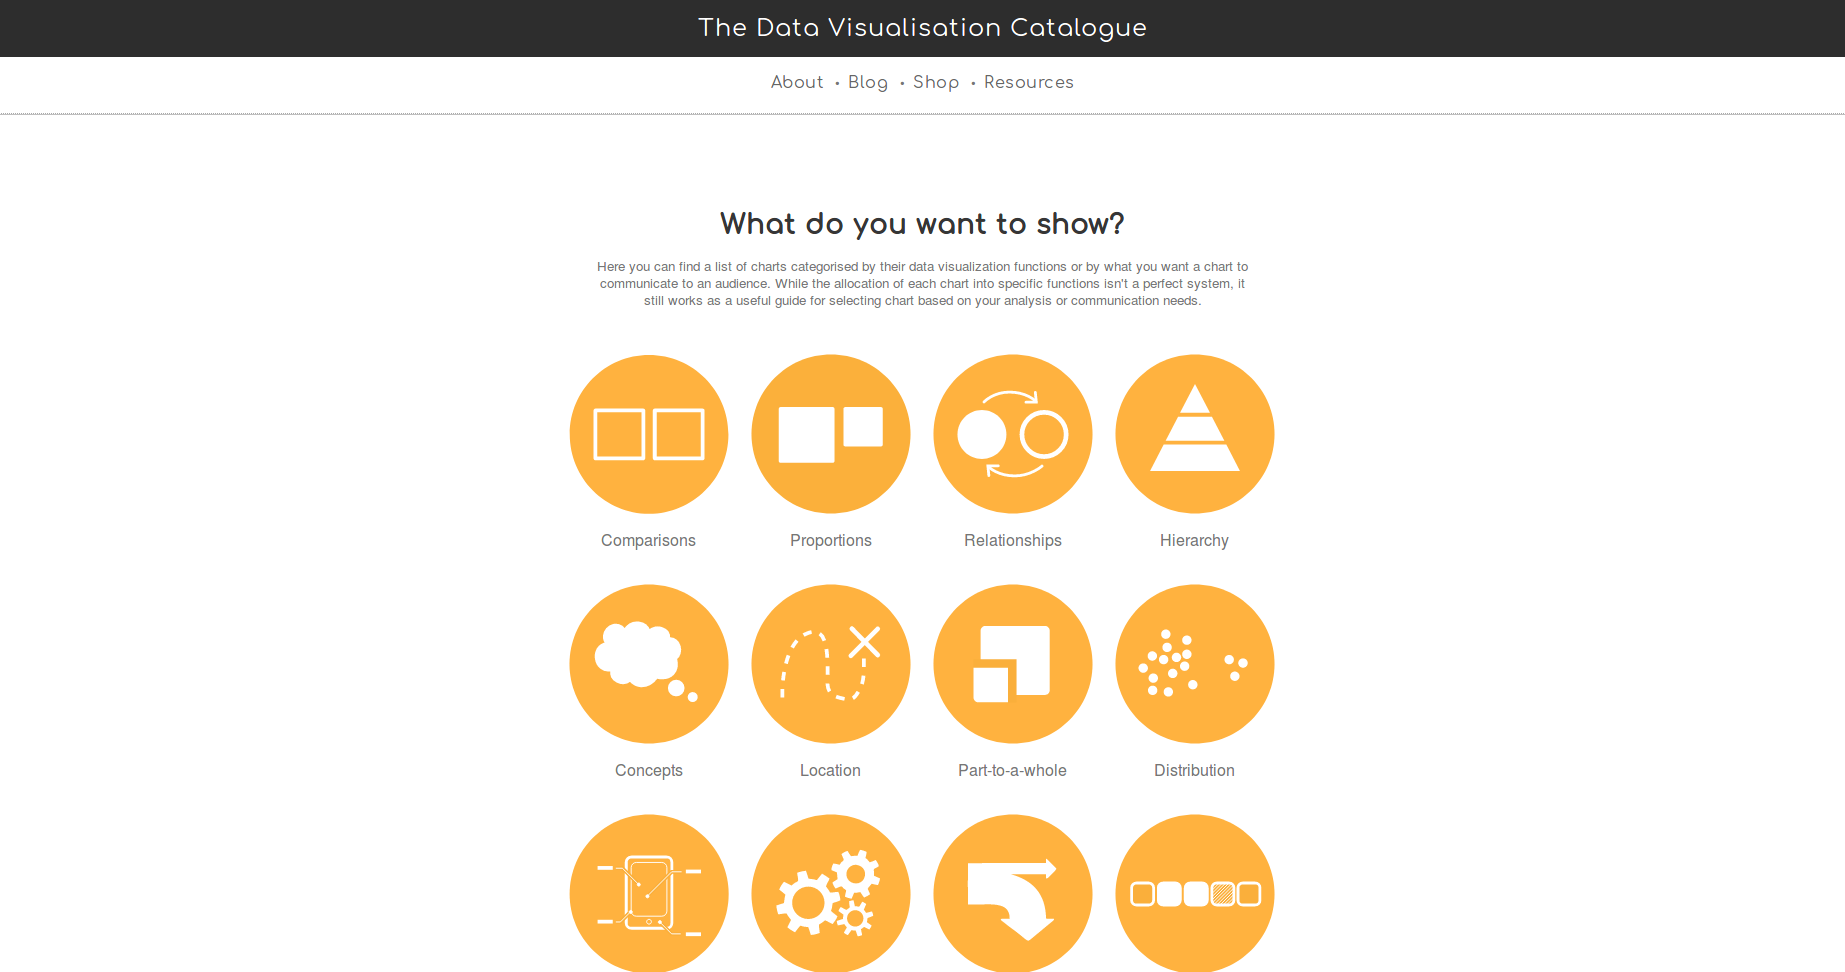 The Data Visualisation Catalogue
About • Blog • Shop • Resources
What do you want to show?
Here you can find a list of charts categorised by their data visualization functions or by what you want a chart to
communicate to an audience. While the allocation of each chart into specific functions isn't a perfect system, it
still works as a useful guide for selecting chart based on your analysis or communication needs.
Comparisons
Proportions
Relationships
Hierarchy
Concepts
Location
Part-to-a-whole
Distribution